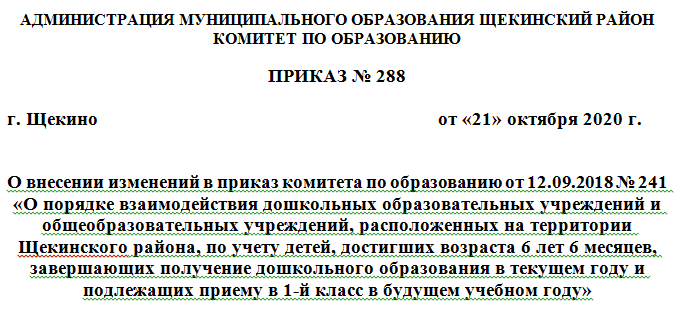 АДМИНИСТРАЦИЯ МУНИЦИПАЛЬНОГО ОБРАЗОВАНИЯ ЩЕКИНСКИЙ РАЙОН
КОМИТЕТ ПО ОБРАЗОВАНИЮ
ПРИКАЗ № 288
г. Щекино от «21» октября 2020 г.
О внесении изменений в приказ комитета по образованию от 12.09.2018 № 241
«О порядке взаимодействия дошкольных образовательных учреждений и
общеобразовательных учреждений, расположенных на территории
Щекинского района, по учету детей, достигших возраста 6 лет 6 месяцев,
завершающих получение дошкольного образования в текущем году и
подлежащих приему в 1-й класс в будущем учебном году»